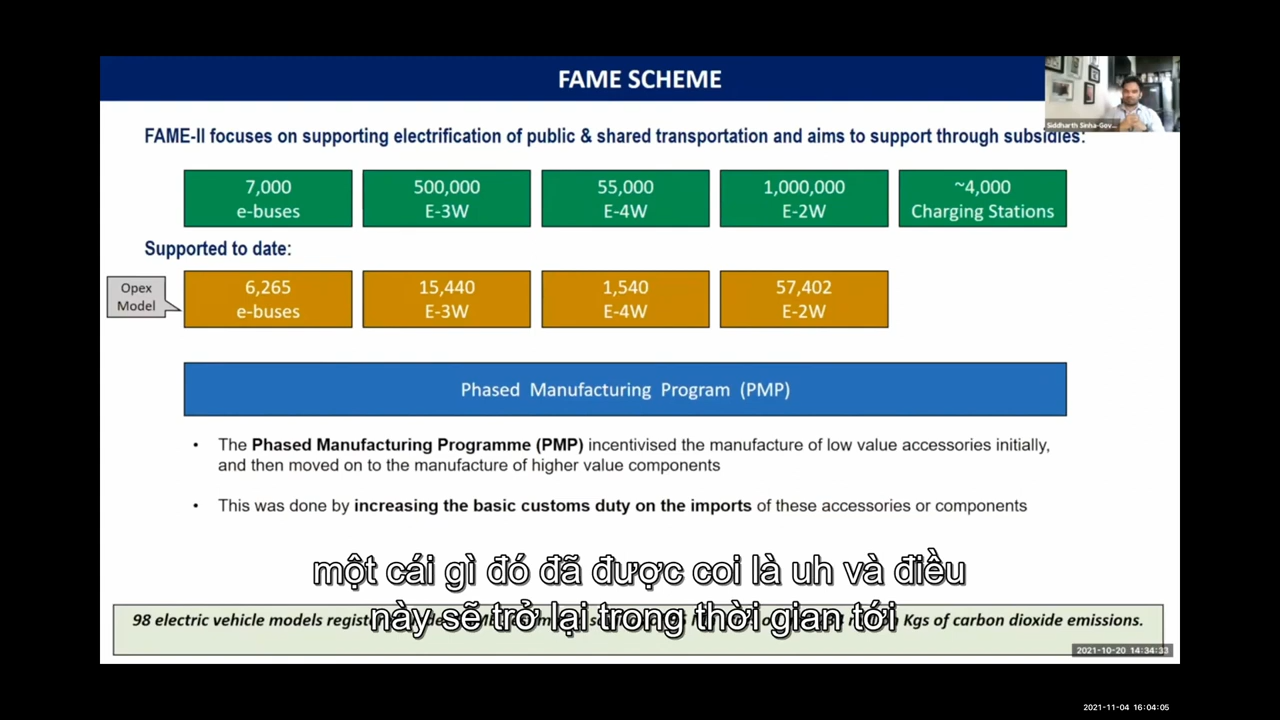 FAME SCHEME
Siddharth Sinha-Gov...
FAME-II focuses on supporting electrification of public & shared transportation and aims to support through subsidies:
7,000
e-buses
500,000
E-3W
55,000
E-4W
1,000,000
E-2W
~4,000
Charging Stations
Supported to date:
Opex
Model
6,265
e-buses
15,440
E-3W
1,540
E-4W
57,402
E-2W
Phased Manufacturing Program (PMP)
• The Phased Manufacturing Programme (PMP) incentivised the manufacture of low value accessories initially,
and then moved on to the manufacture of higher value components
• This was done by increasing the basic customs duty on the imports of these accessories or components
một cái gì đó đã được coi là uh và điều
này sẽ trở lại trong thời gian tới
98 electric vehicle models Kgs of carbon dioxide emissions.
2021-10-20 14:34:33
2021-11-04 16:04:05